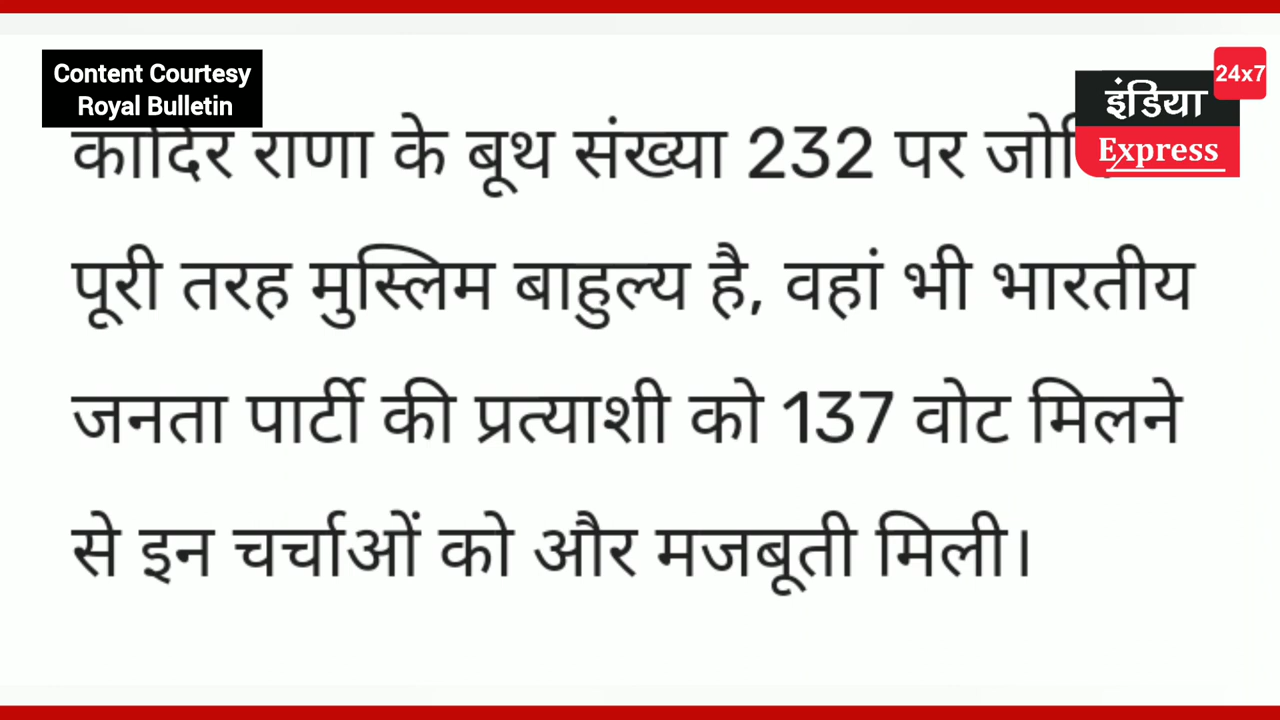 Content Courtesy
Royal Bulletin
24x7
इंडिया
Express
कादिर राणा के बूथ संख्या 232 पर
पूरी तरह मुस्लिम बाहुल्य है, वहां भी भारतीय
जनता पार्टी की प्रत्याशी को 137 वोट मिलने
से इन चर्चाओं को और मजबूती मिली।